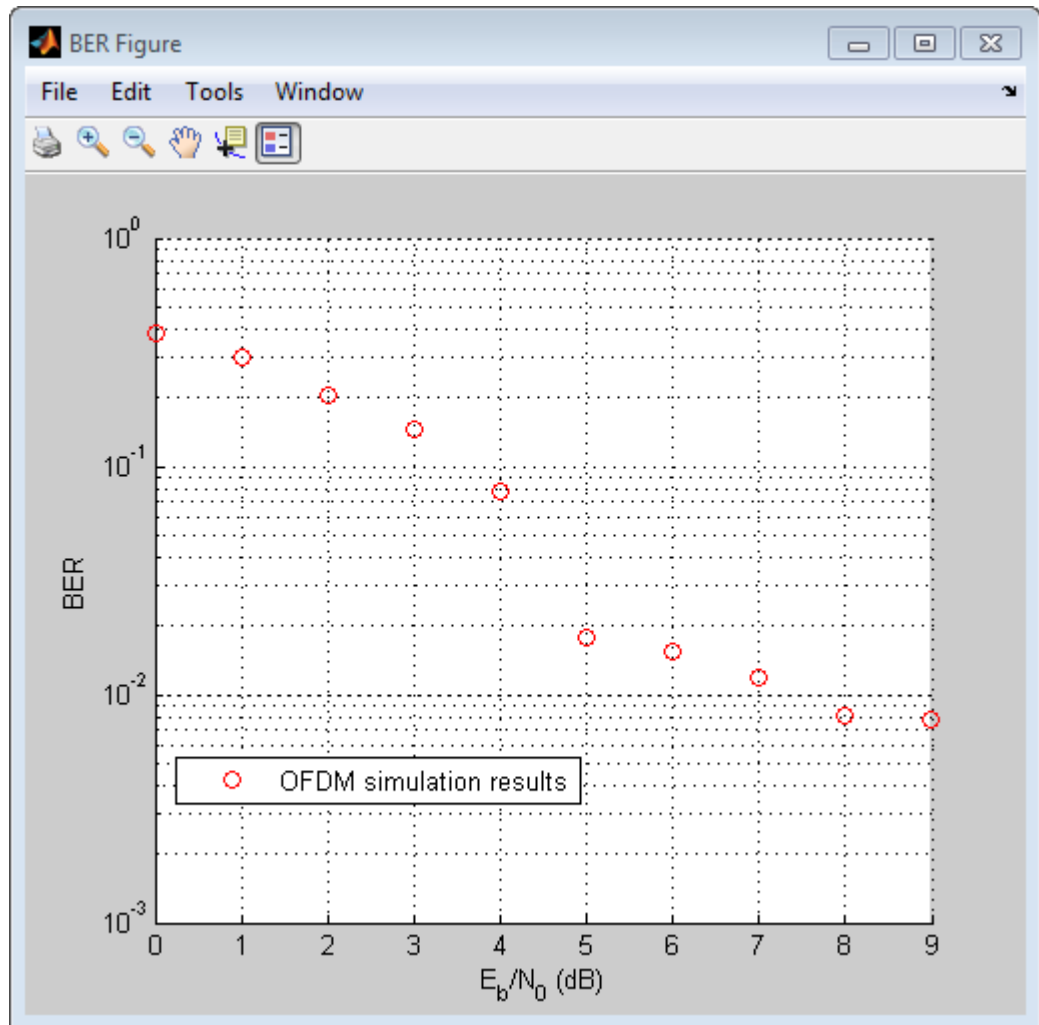 BER Figure
File Edit Tools Window
10^0
10^-1
10^-2
10^-3
BER
OFDM simulation results
0 1 2 3 4 5 6 7 8 9
E_b/N_0 (dB)